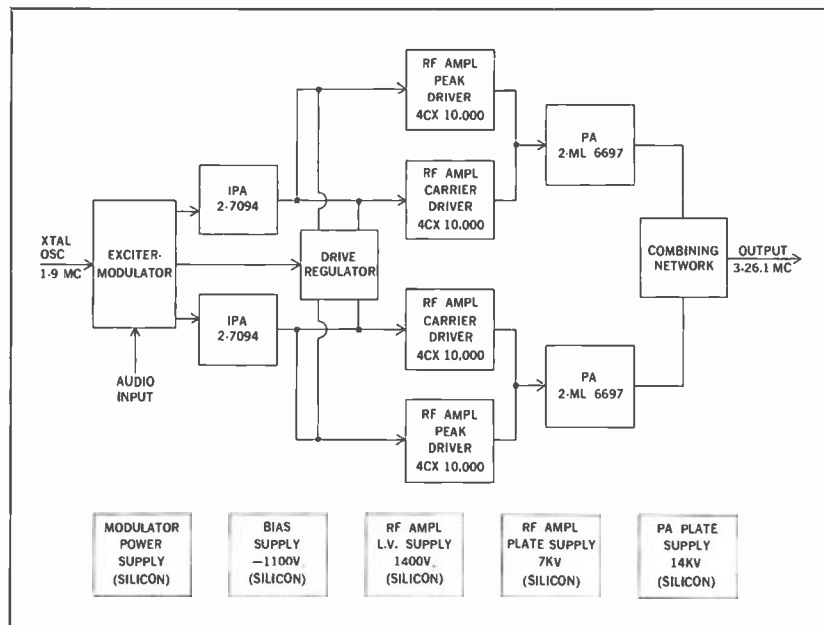 XTAL
OSC
1·9 MC
EXCITER-
MODULATOR
AUDIO
INPUT
IPA
2·7094
IPA
2·7094
DRIVE
REGULATOR
RF AMPL
PEAK
DRIVER
4CX 10,000
RF AMPL
CARRIER
DRIVER
4CX 10,000
RF AMPL
CARRIER
DRIVER
4CX 10,000
RF AMPL
PEAK
DRIVER
4CX 10,000
PA
2·ML 6697
PA
2·ML 6697
COMBINING
NETWORK
OUTPUT
3·26.1 MC
MODULATOR
POWER
SUPPLY
(SILICON)
BIAS
SUPPLY
—1100V
(SILICON)
RF AMPL
L.V. SUPPLY
1400V
(SILICON)
RF AMPL
PLATE SUPPLY
7KV
(SILICON)
PA PLATE
SUPPLY
14KV
(SILICON)